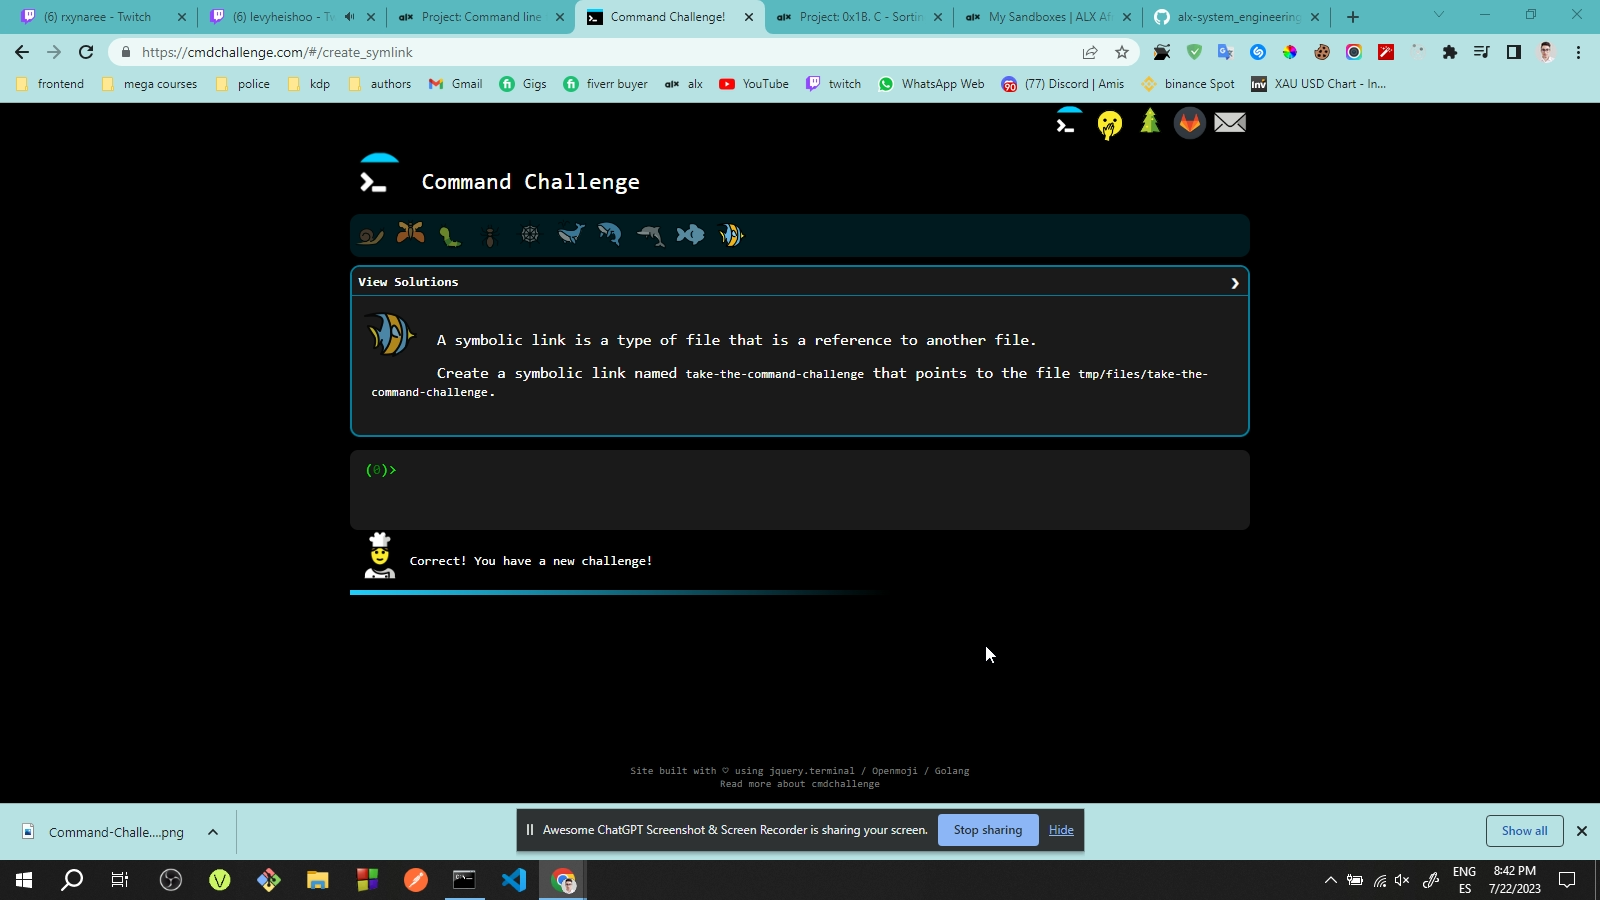 (6) rxynaree - Twitch
(6) levyheishoo - Tw
Project: Command line
Command Challenge!
Project: 0x1B. C - Sortin
My Sandboxes | ALX Af
alx-system_engineering
https://cmdchallenge.com/#/create_symlink
frontend
mega courses
police
kdp
authors
Gmail
Gigs
fiverr buyer
alx
YouTube
twitch
WhatsApp Web
(77) Discord | Amis
binance Spot
XAU USD Chart - In...
Command Challenge
View Solutions
A symbolic link is a type of file that is a reference to another file.
Create a symbolic link named take-the-command-challenge that points to the file tmp/files/take-the-
command-challenge.
(0)>
Correct! You have a new challenge!
Site built with ♡ using jquery.terminal / Openmoji / Golang
Read more about cmdchallenge
Command-Challe....png
Awesome ChatGPT Screenshot & Screen Recorder is sharing your screen.
Stop sharing
Hide
Show all
ENG
ES
8:42 PM
7/22/2023